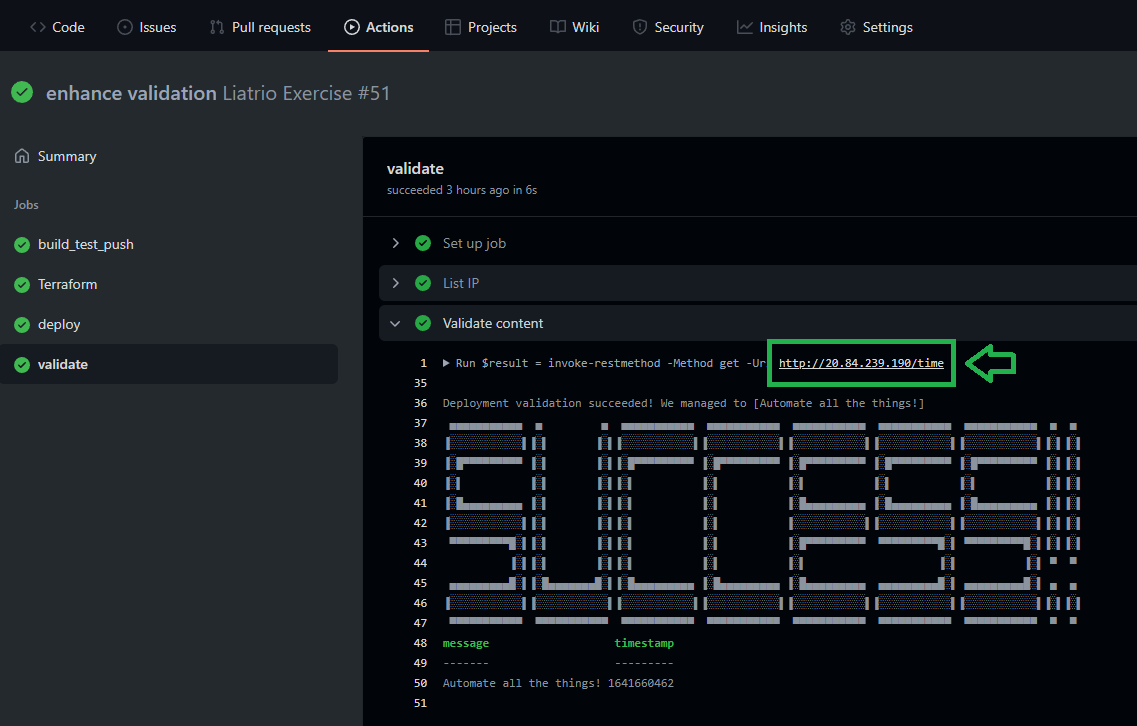 Code Issues Pull requests Actions Projects Wiki Security Insights Settings
enhance validation Liatrio Exercise #51
Summary
Jobs
build_test_push
Terraform
deploy
validate
validate
succeeded 3 hours ago in 6s
Set up job
List IP
Validate content
1 Run $result = invoke-restmethod -Method get -Ur http://20.84.239.190/time
35
36 Deployment validation succeeded! We managed to [Automate all the things!]
37
38
39
40
41
42
43
44
45
46
47
SUCCESS!!
48 message timestamp
49 ------- ---------
50 Automate all the things! 1641660462
51